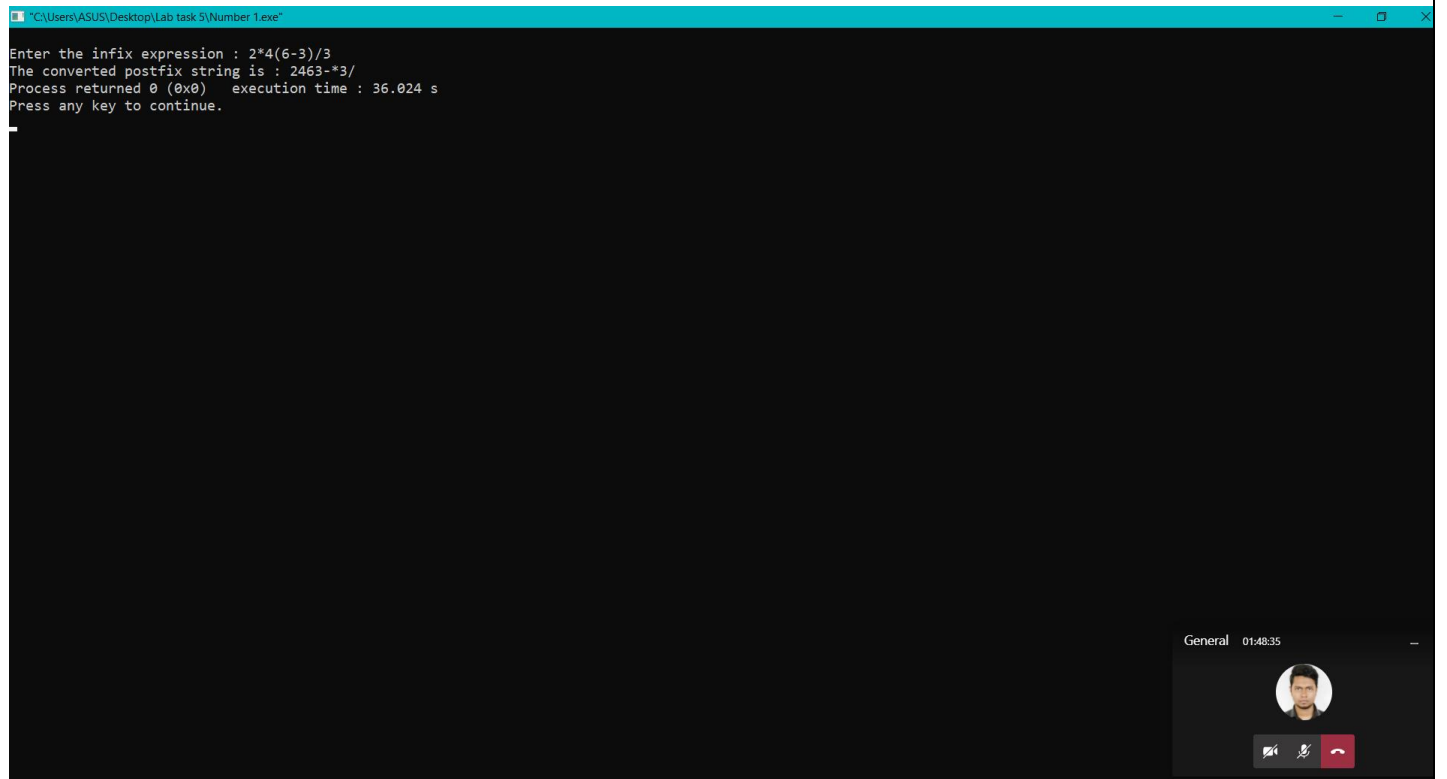 "C:\Users\ASUS\Desktop\Lab task 5\Number 1.exe"
Enter the infix expression : 2*4(6-3)/3
The converted postfix string is : 2463-*3/
Process returned 0 (0x0)   execution time : 36.024 s
Press any key to continue.
General 01:48:35